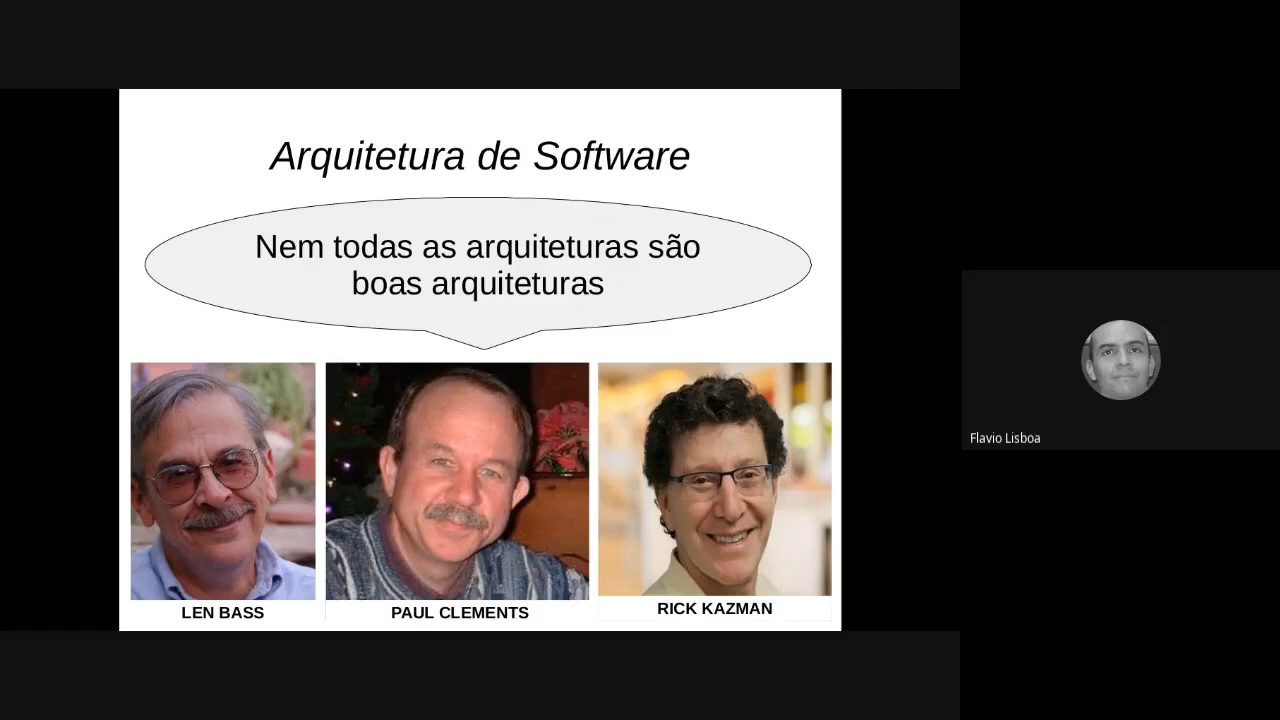 Arquitetura de Software
Nem todas as arquiteturas são
boas arquiteturas
LEN BASS
PAUL CLEMENTS
RICK KAZMAN
Flavio Lisboa